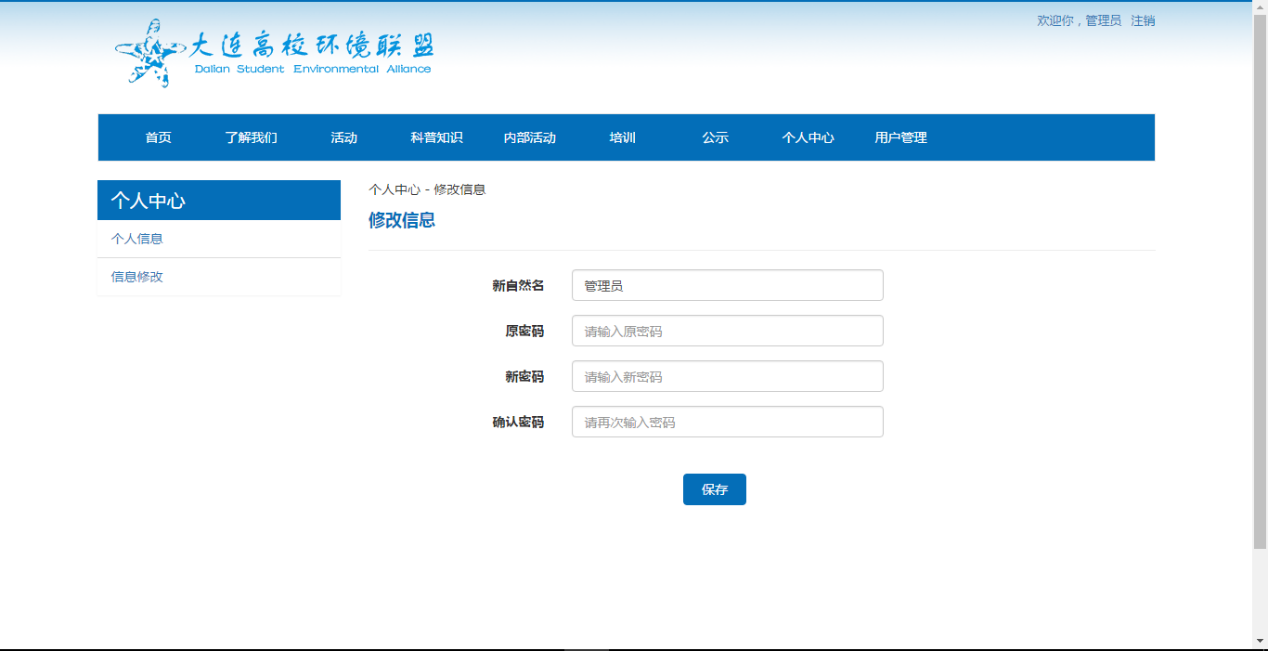 欢迎你，管理员 注销
大连高校环境联盟
Dalian Student Environmental Alliance
首页 了解我们 活动 科普知识 内部活动 培训 公示 个人中心 用户管理
个人中心
个人信息
信息修改
个人中心 - 修改信息
修改信息
新自然名 管理员
原密码 请输入原密码
新密码 请输入新密码
确认密码 请再次输入密码
保存